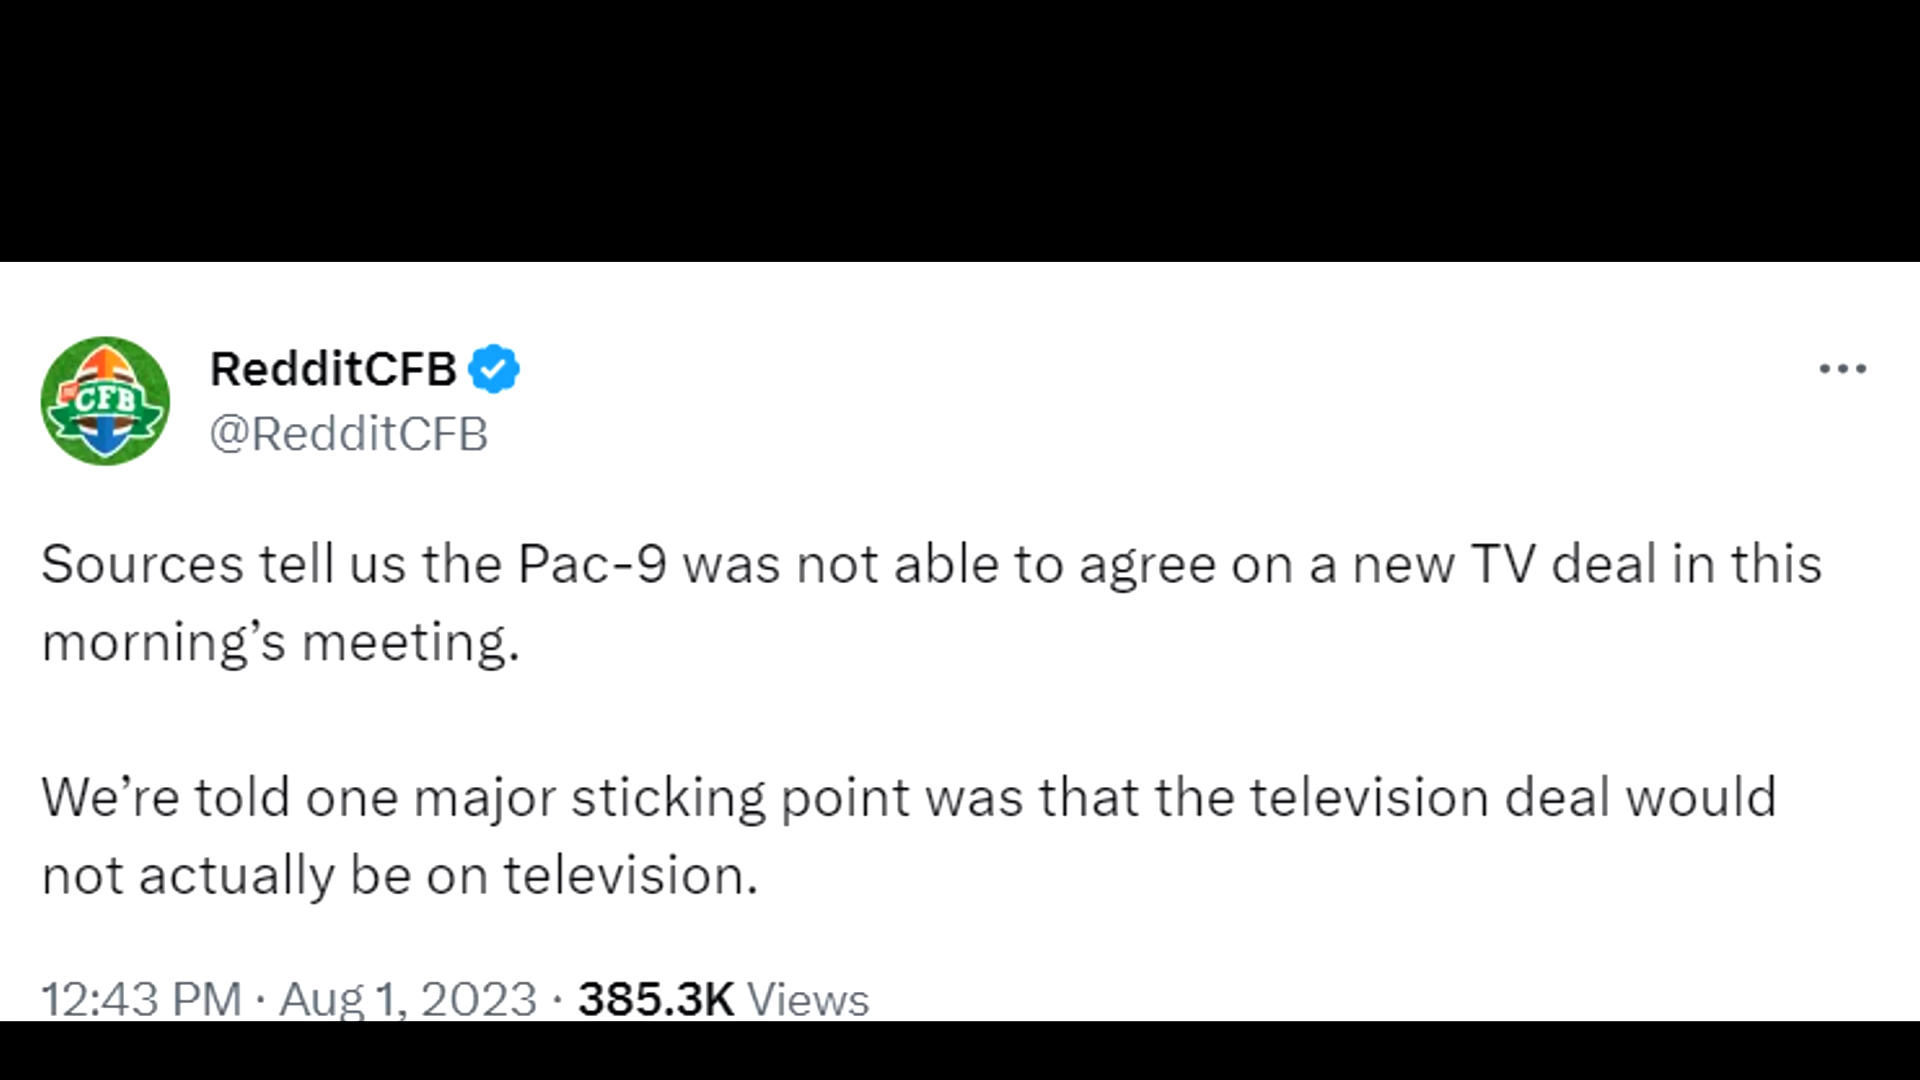 RedditCFB
@RedditCFB
CFB
Sources tell us the Pac-9 was not able to agree on a new TV deal in this
morning’s meeting.
We’re told one major sticking point was that the television deal would
not actually be on television.
12:43 PM · Aug 1, 2023 · 385.3K Views